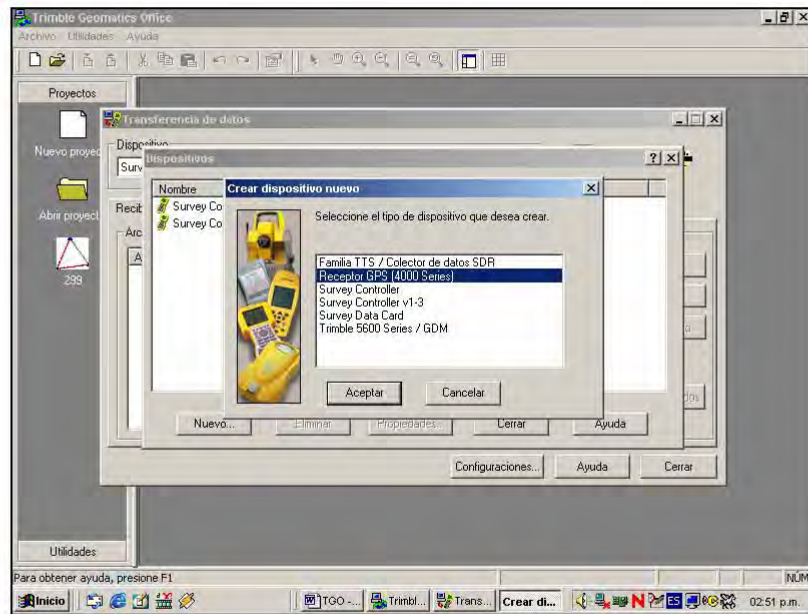 Trimble Geomatics Office
Archivo Utilidades Ayuda
Proyectos
Nuevo proyec
Abrir proyect
299
Utilidades
Transferencia de datos
Dispositivo
Surv
Recib
Arc
A
Dispositivos
Nombre
Survey Co
Survey Co
Crear dispositivo nuevo
Seleccione el tipo de dispositivo que desea crear.
Familia TTS / Colector de datos SDR
Receptor GPS (4000 Series)
Survey Controller
Survey Controller v1-3
Survey Data Card
Trimble 5600 Series / GDM
Aceptar Cancelar
Nuevo... Eliminar Propiedades... Cerrar Ayuda
Configuraciones... Ayuda Cerrar
Para obtener ayuda, presione F1
NÚM
Inicio TGO -... Trimbl... Trans... Crear di... ES 02:51 p.m.